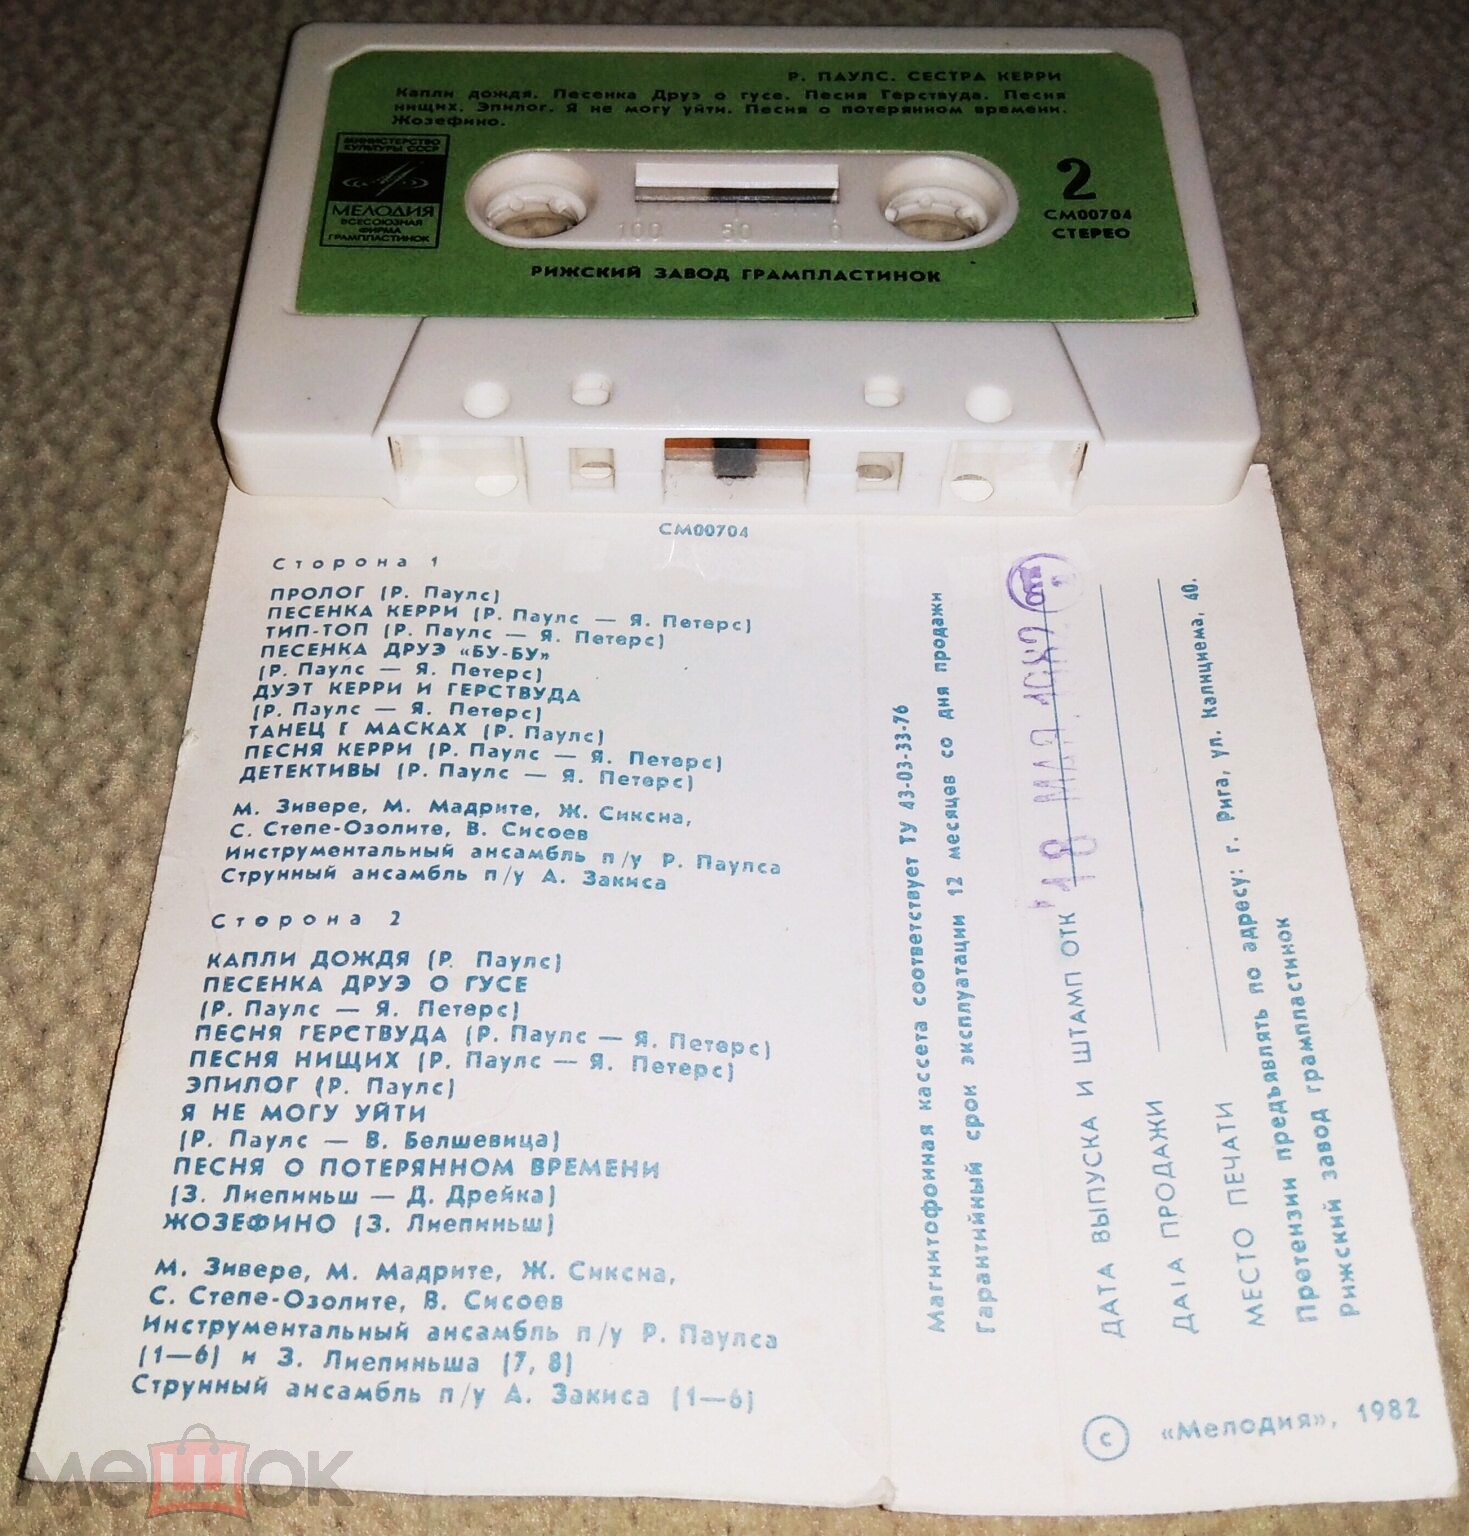 Р. ПАУЛС. СЕСТРА КЕРРИ
Капли дождя. Песенка Друэ о гусе. Песня Герствуда. Песня
нищих. Эпилог. Я не могу уйти. Песня о потерянном времени.
Жозефино.
МИНИСТЕРСТВО
КУЛЬТУРЫ СССР
МЕЛОДИЯ
ВСЕСОЮЗНАЯ
ФИРМА
ГРАМПЛАСТИНОК
100 50 0
2
СМ00704
СТЕРЕО
РИЖСКИЙ ЗАВОД ГРАМПЛАСТИНОК
СМ00704
Сторона 1
ПРОЛОГ (Р. Паулс)
ПЕСЕНКА КЕРРИ (Р. Паулс — Я. Петерс)
ТИП-ТОП (Р. Паулс — Я. Петерс)
ПЕСЕНКА ДРУЭ «БУ-БУ»
(Р. Паулс — Я. Петерс)
ДУЭТ КЕРРИ И ГЕРСТВУДА
(Р. Паулс — Я. Петерс)
ТАНЕЦ Г МАСКАХ (Р. Паулс)
ПЕСНЯ КЕРРИ (Р. Паулс — Я. Петерс)
ДЕТЕКТИВЫ (Р. Паулс — Я. Петерс)
М. Зивере, М. Мадрите, Ж. Сиксна,
С. Степе-Озолите, В. Сисоев
Инструментальный ансамбль п/у Р. Паулса
Струнный ансамбль п/у А. Закиса
Сторона 2
КАПЛИ ДОЖДЯ (Р. Паулс)
ПЕСЕНКА ДРУЭ О ГУСЕ
(Р. Паулс — Я. Петерс)
ПЕСНЯ ГЕРСТВУДА (Р. Паулс — Я. Петерс)
ПЕСНЯ НИЩИХ (Р. Паулс — Я. Петерс)
ЭПИЛОГ (Р. Паулс)
Я НЕ МОГУ УЙТИ
(Р. Паулс — В. Белшевица)
ПЕСНЯ О ПОТЕРЯННОМ ВРЕМЕНИ
(З. Лиепиньш — Д. Дрейка)
ЖОЗЕФИНО (З. Лиепиньш)
М. Зивере, М. Мадрите, Ж. Сиксна,
С. Степе-Озолите, В. Сисоев
Инструментальный ансамбль п/у Р. Паулса
(1—6) и З. Лиепиньша (7, 8)
Струнный ансамбль п/у А. Закиса (1—6)
Магнитофонная кассета соответствует ТУ 43-03-33-76
Гарантийный срок эксплуатации 12 месяцев со дня продажи
ДАТА ВЫПУСКА И ШТАМП ОТК 18 МАЯ 1982 ОТК
ДАТА ПРОДАЖИ
МЕСТО ПЕЧАТИ
Претензии предъявлять по адресу: г. Рига, ул. Калнциема, 40.
Рижский завод грампластинок
© «Мелодия», 1982
мешок